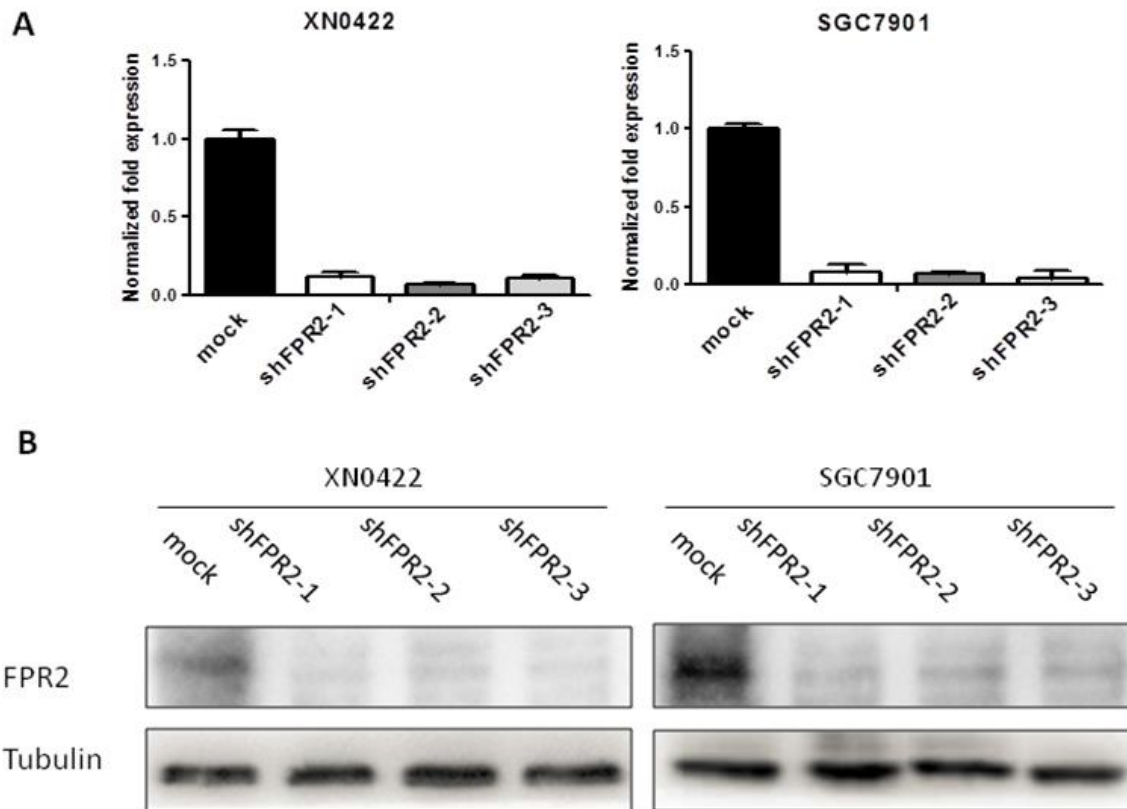 A
XN0422
Normalized fold expression
1.5
1.0
0.5
0.0
mock
shFPR2-1
shFPR2-2
shFPR2-3
SGC7901
Normalized fold expression
1.5
1.0
0.5
0.0
mock
shFPR2-1
shFPR2-2
shFPR2-3
B
XN0422
mock
shFPR2-1
shFPR2-2
shFPR2-3
SGC7901
mock
shFPR2-1
shFPR2-2
shFPR2-3
FPR2
Tubulin